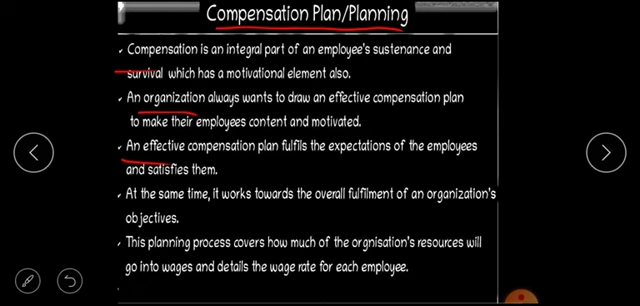 Compensation Plan/Planning
✓ Compensation is an integral part of an employee's sustenance and
survival which has a motivational element also.
✓ An organization always wants to draw an effective compensation plan
to make their employees content and motivated.
✓ An effective compensation plan fulfils the expectations of the employees
and satisfies them.
✓ At the same time, it works towards the overall fulfilment of an organization's
objectives.
✓ This planning process covers how much of the orgnisation's resources will
go into wages and details the wage rate for each employee.